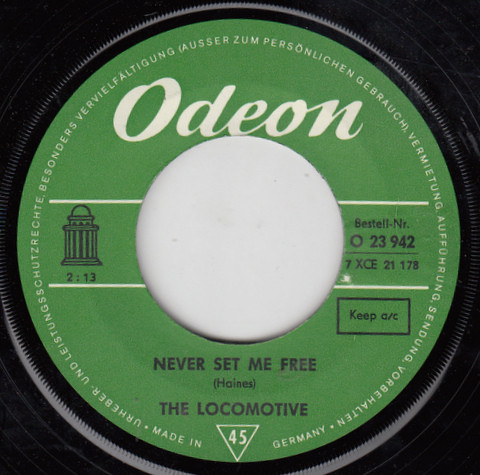 URHEBER- UND LEISTUNGSSCHUTZRECHTE, BESONDERS VERVIELFÄLTIGUNG (AUSSER ZUM PERSÖNLICHEN GEBRAUCH), VERMIETUNG, AUFFÜHRUNG, SENDUNG, VORBEHALTEN
Odeon
Bestell-Nr.
O 23 942
7 XCE 21 178
2:13
Keep a/c
NEVER SET ME FREE
(Haines)
THE LOCOMOTIVE
• MADE IN 45 GERMANY •